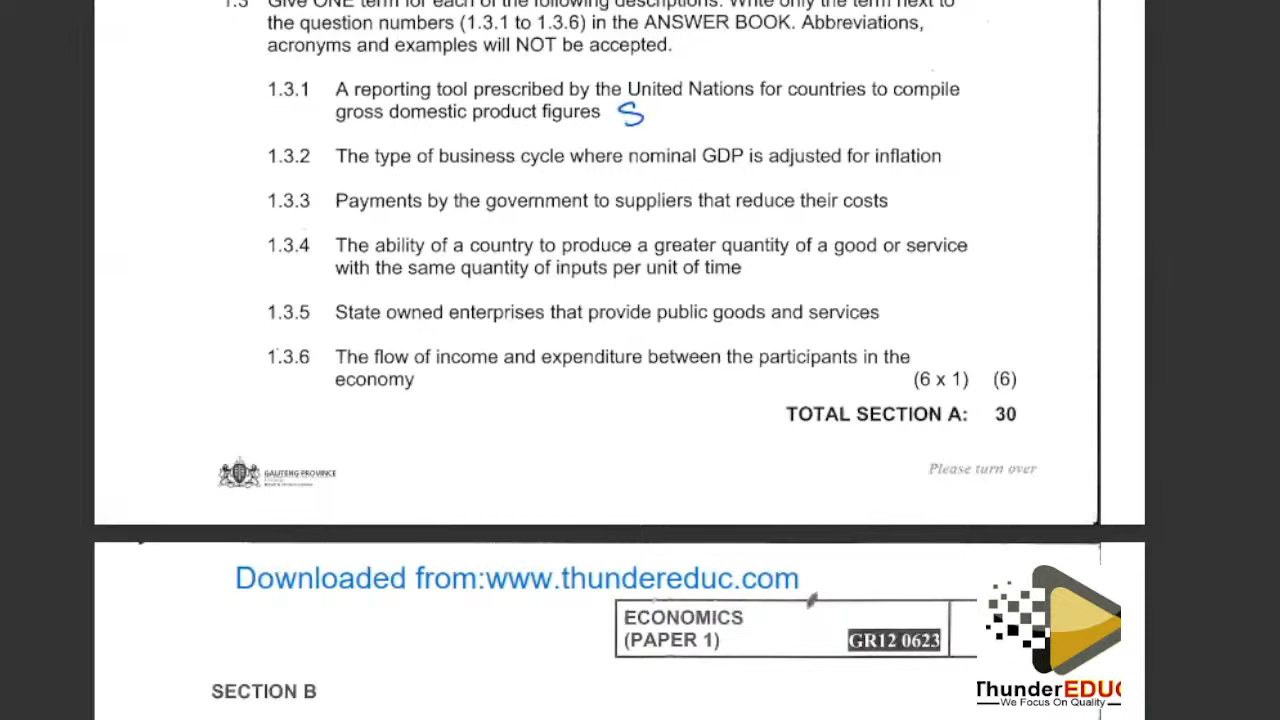 1.3 Give ONE term for each of the following descriptions. Write only the term next to
the question numbers (1.3.1 to 1.3.6) in the ANSWER BOOK. Abbreviations,
acronyms and examples will NOT be accepted.
1.3.1 A reporting tool prescribed by the United Nations for countries to compile
gross domestic product figures S
1.3.2 The type of business cycle where nominal GDP is adjusted for inflation
1.3.3 Payments by the government to suppliers that reduce their costs
1.3.4 The ability of a country to produce a greater quantity of a good or service
with the same quantity of inputs per unit of time
1.3.5 State owned enterprises that provide public goods and services
1.3.6 The flow of income and expenditure between the participants in the
economy (6 x 1) (6)
TOTAL SECTION A: 30
GAUTENG PROVINCE
Please turn over
Downloaded from:www.thundereduc.com
ECONOMICS
(PAPER 1) GR12 0623
SECTION B
ThunderEDUC
We Focus On Quality